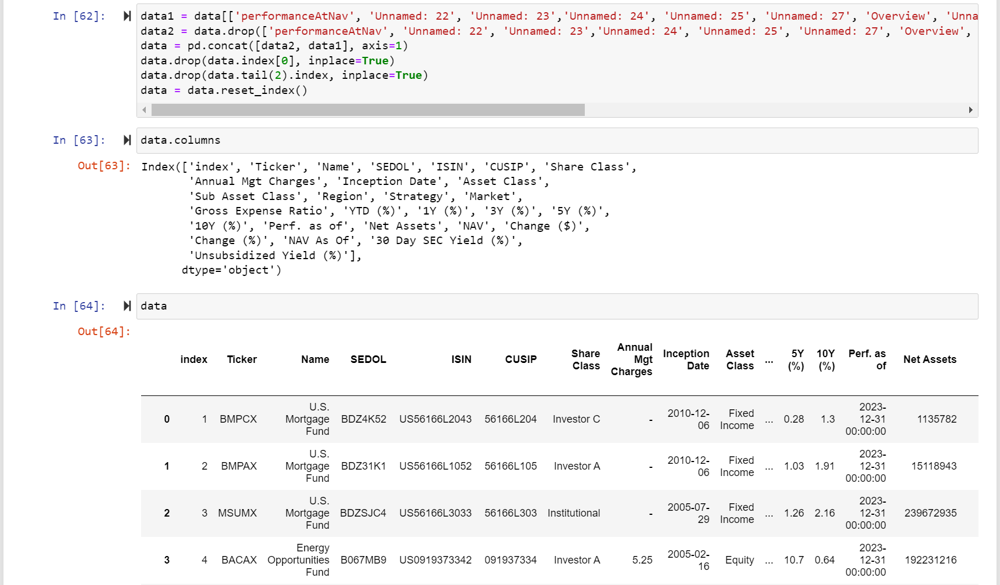 In [62]:
data1 = data[['performanceAtNav', 'Unnamed: 22', 'Unnamed: 23','Unnamed: 24', 'Unnamed: 25', 'Unnamed: 27', 'Overview', 'Unna
data2 = data.drop(['performanceAtNav', 'Unnamed: 22', 'Unnamed: 23','Unnamed: 24', 'Unnamed: 25', 'Unnamed: 27', 'Overview',
data = pd.concat([data2, data1], axis=1)
data.drop(data.index[0], inplace=True)
data.drop(data.tail(2).index, inplace=True)
data = data.reset_index()
In [63]:
data.columns
Out[63]:
Index(['index', 'Ticker', 'Name', 'SEDOL', 'ISIN', 'CUSIP', 'Share Class',
'Annual Mgt Charges', 'Inception Date', 'Asset Class',
'Sub Asset Class', 'Region', 'Strategy', 'Market',
'Gross Expense Ratio', 'YTD (%)', '1Y (%)', '3Y (%)', '5Y (%)',
'10Y (%)', 'Perf. as of', 'Net Assets', 'NAV', 'Change ($)',
'Change (%)', 'NAV As Of', '30 Day SEC Yield (%)',
'Unsubsidized Yield (%)'],
dtype='object')
In [64]:
data
Out[64]:
index Ticker Name SEDOL ISIN CUSIP Share Class Annual Mgt Charges Inception Date Asset Class ... 5Y (%) 10Y (%) Perf. as of Net Assets
0 1 BMPCX U.S. Mortgage Fund BDZ4K52 US56166L2043 56166L204 Investor C - 2010-12-06 Fixed Income ... 0.28 1.3 2023-12-31 00:00:00 1135782
1 2 BMPAX U.S. Mortgage Fund BDZ31K1 US56166L1052 56166L105 Investor A - 2010-12-06 Fixed Income ... 1.03 1.91 2023-12-31 00:00:00 15118943
2 3 MSUMX U.S. Mortgage Fund BDZSJC4 US56166L3033 56166L303 Institutional - 2005-07-29 Fixed Income ... 1.26 2.16 2023-12-31 00:00:00 239672935
3 4 BACAX Energy Opportunities Fund B067MB9 US0919373342 091937334 Investor A 5.25 2005-02-16 Equity ... 10.7 0.64 2023-12-31 00:00:00 192231216